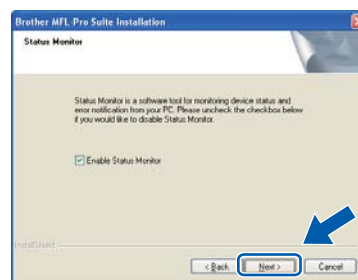 Brother MFL-Pro Suite Installation
Status Monitor
Status Monitor is a software tool for monitoring device status and
error notification from your PC. Please uncheck the checkbox below
if you would like to disable Status Monitor.
Enable Status Monitor
InstallShield
< Back
Next >
Cancel